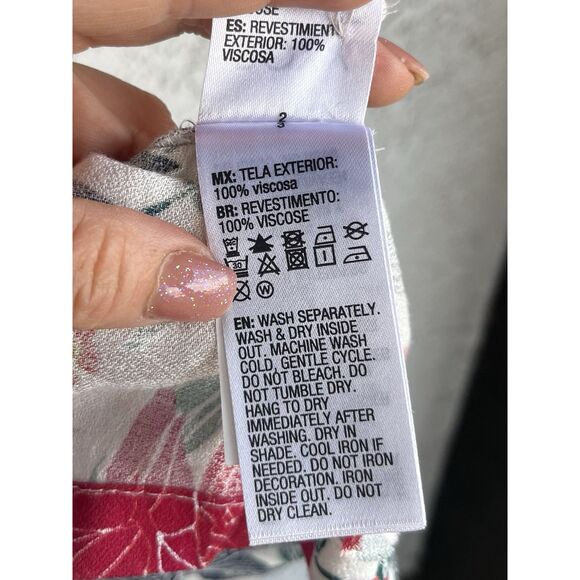 ES: REVESTIMIENT
EXTERIOR: 100%
VISCOSA
2
MX: TELA EXTERIOR:
100% viscosa
BR: REVESTIMENTO:
100% VISCOSE
W
EN: WASH SEPARATELY.
WASH & DRY INSIDE
OUT. MACHINE WASH
COLD, GENTLE CYCLE.
DO NOT BLEACH. DO
NOT TUMBLE DRY.
HANG TO DRY
IMMEDIATELY AFTER
WASHING. DRY IN
SHADE, COOL IRON IF
NEEDED. DO NOT IRON
DECORATION. IRON
INSIDE OUT. DO NOT
DRY CLEAN.